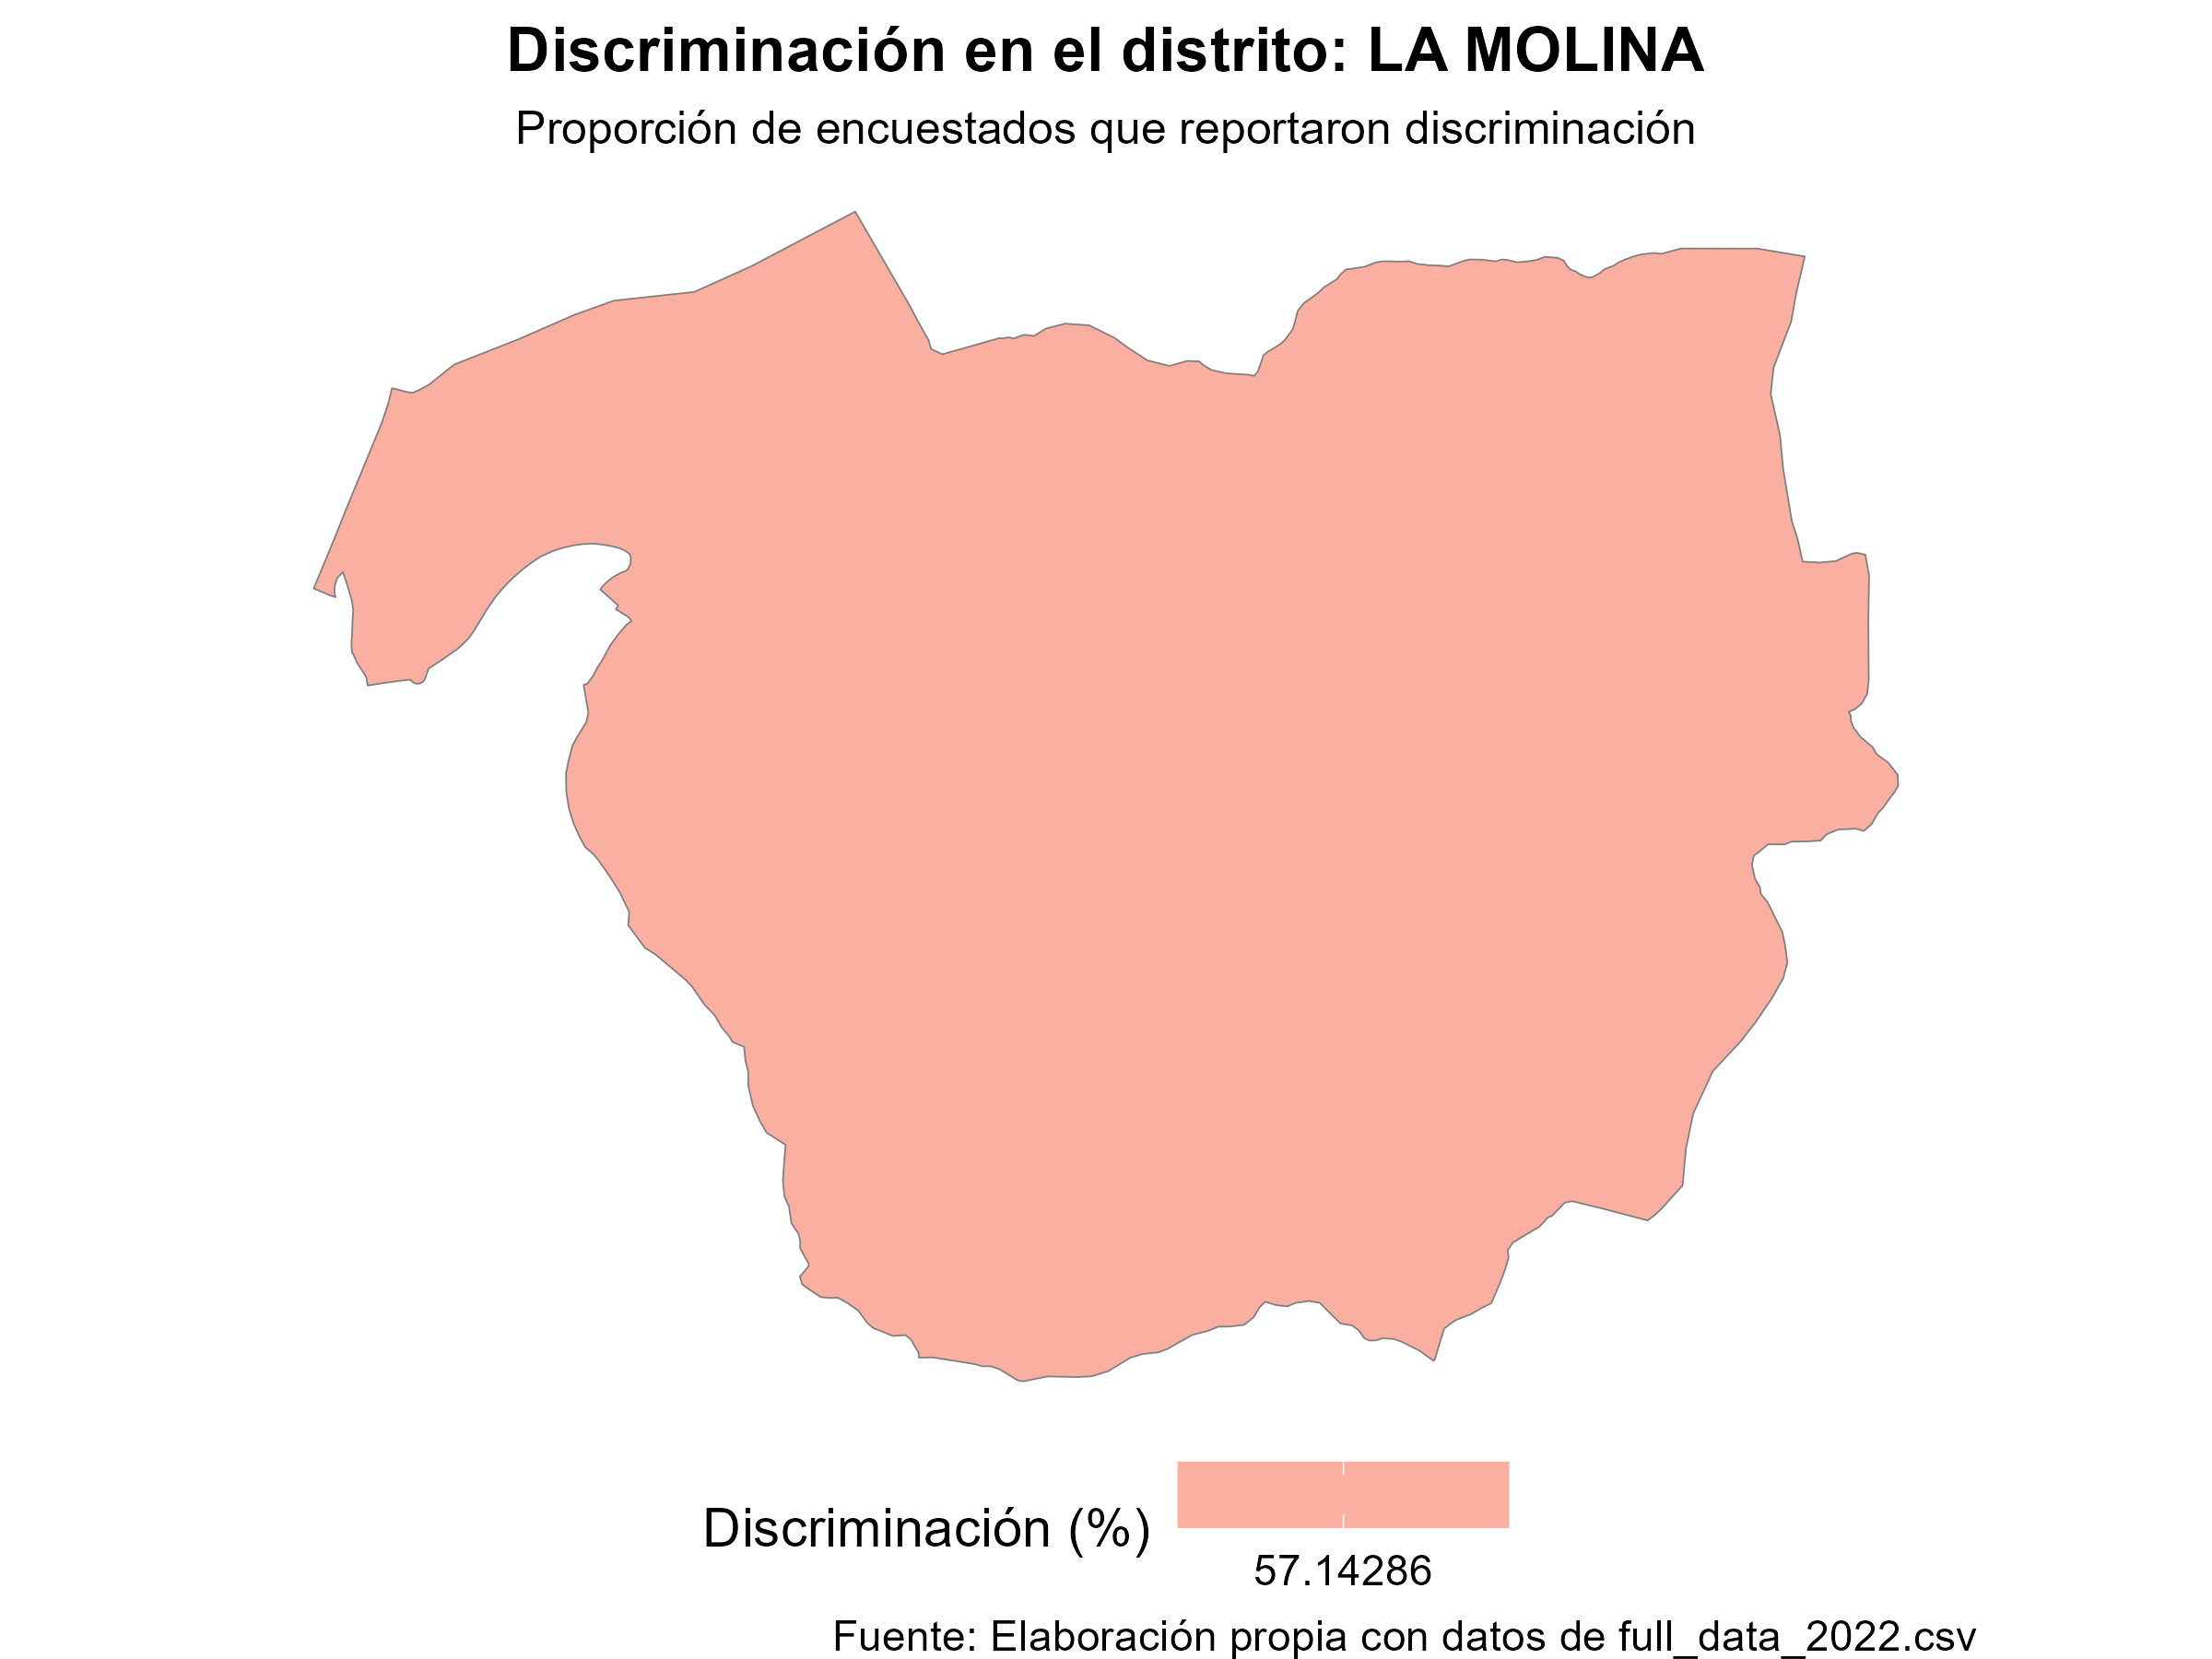 Discriminación en el distrito: LA MOLINA
Proporción de encuestados que reportaron discriminación
Discriminación (%)
57.14286
Fuente: Elaboración propia con datos de full_data_2022.csv